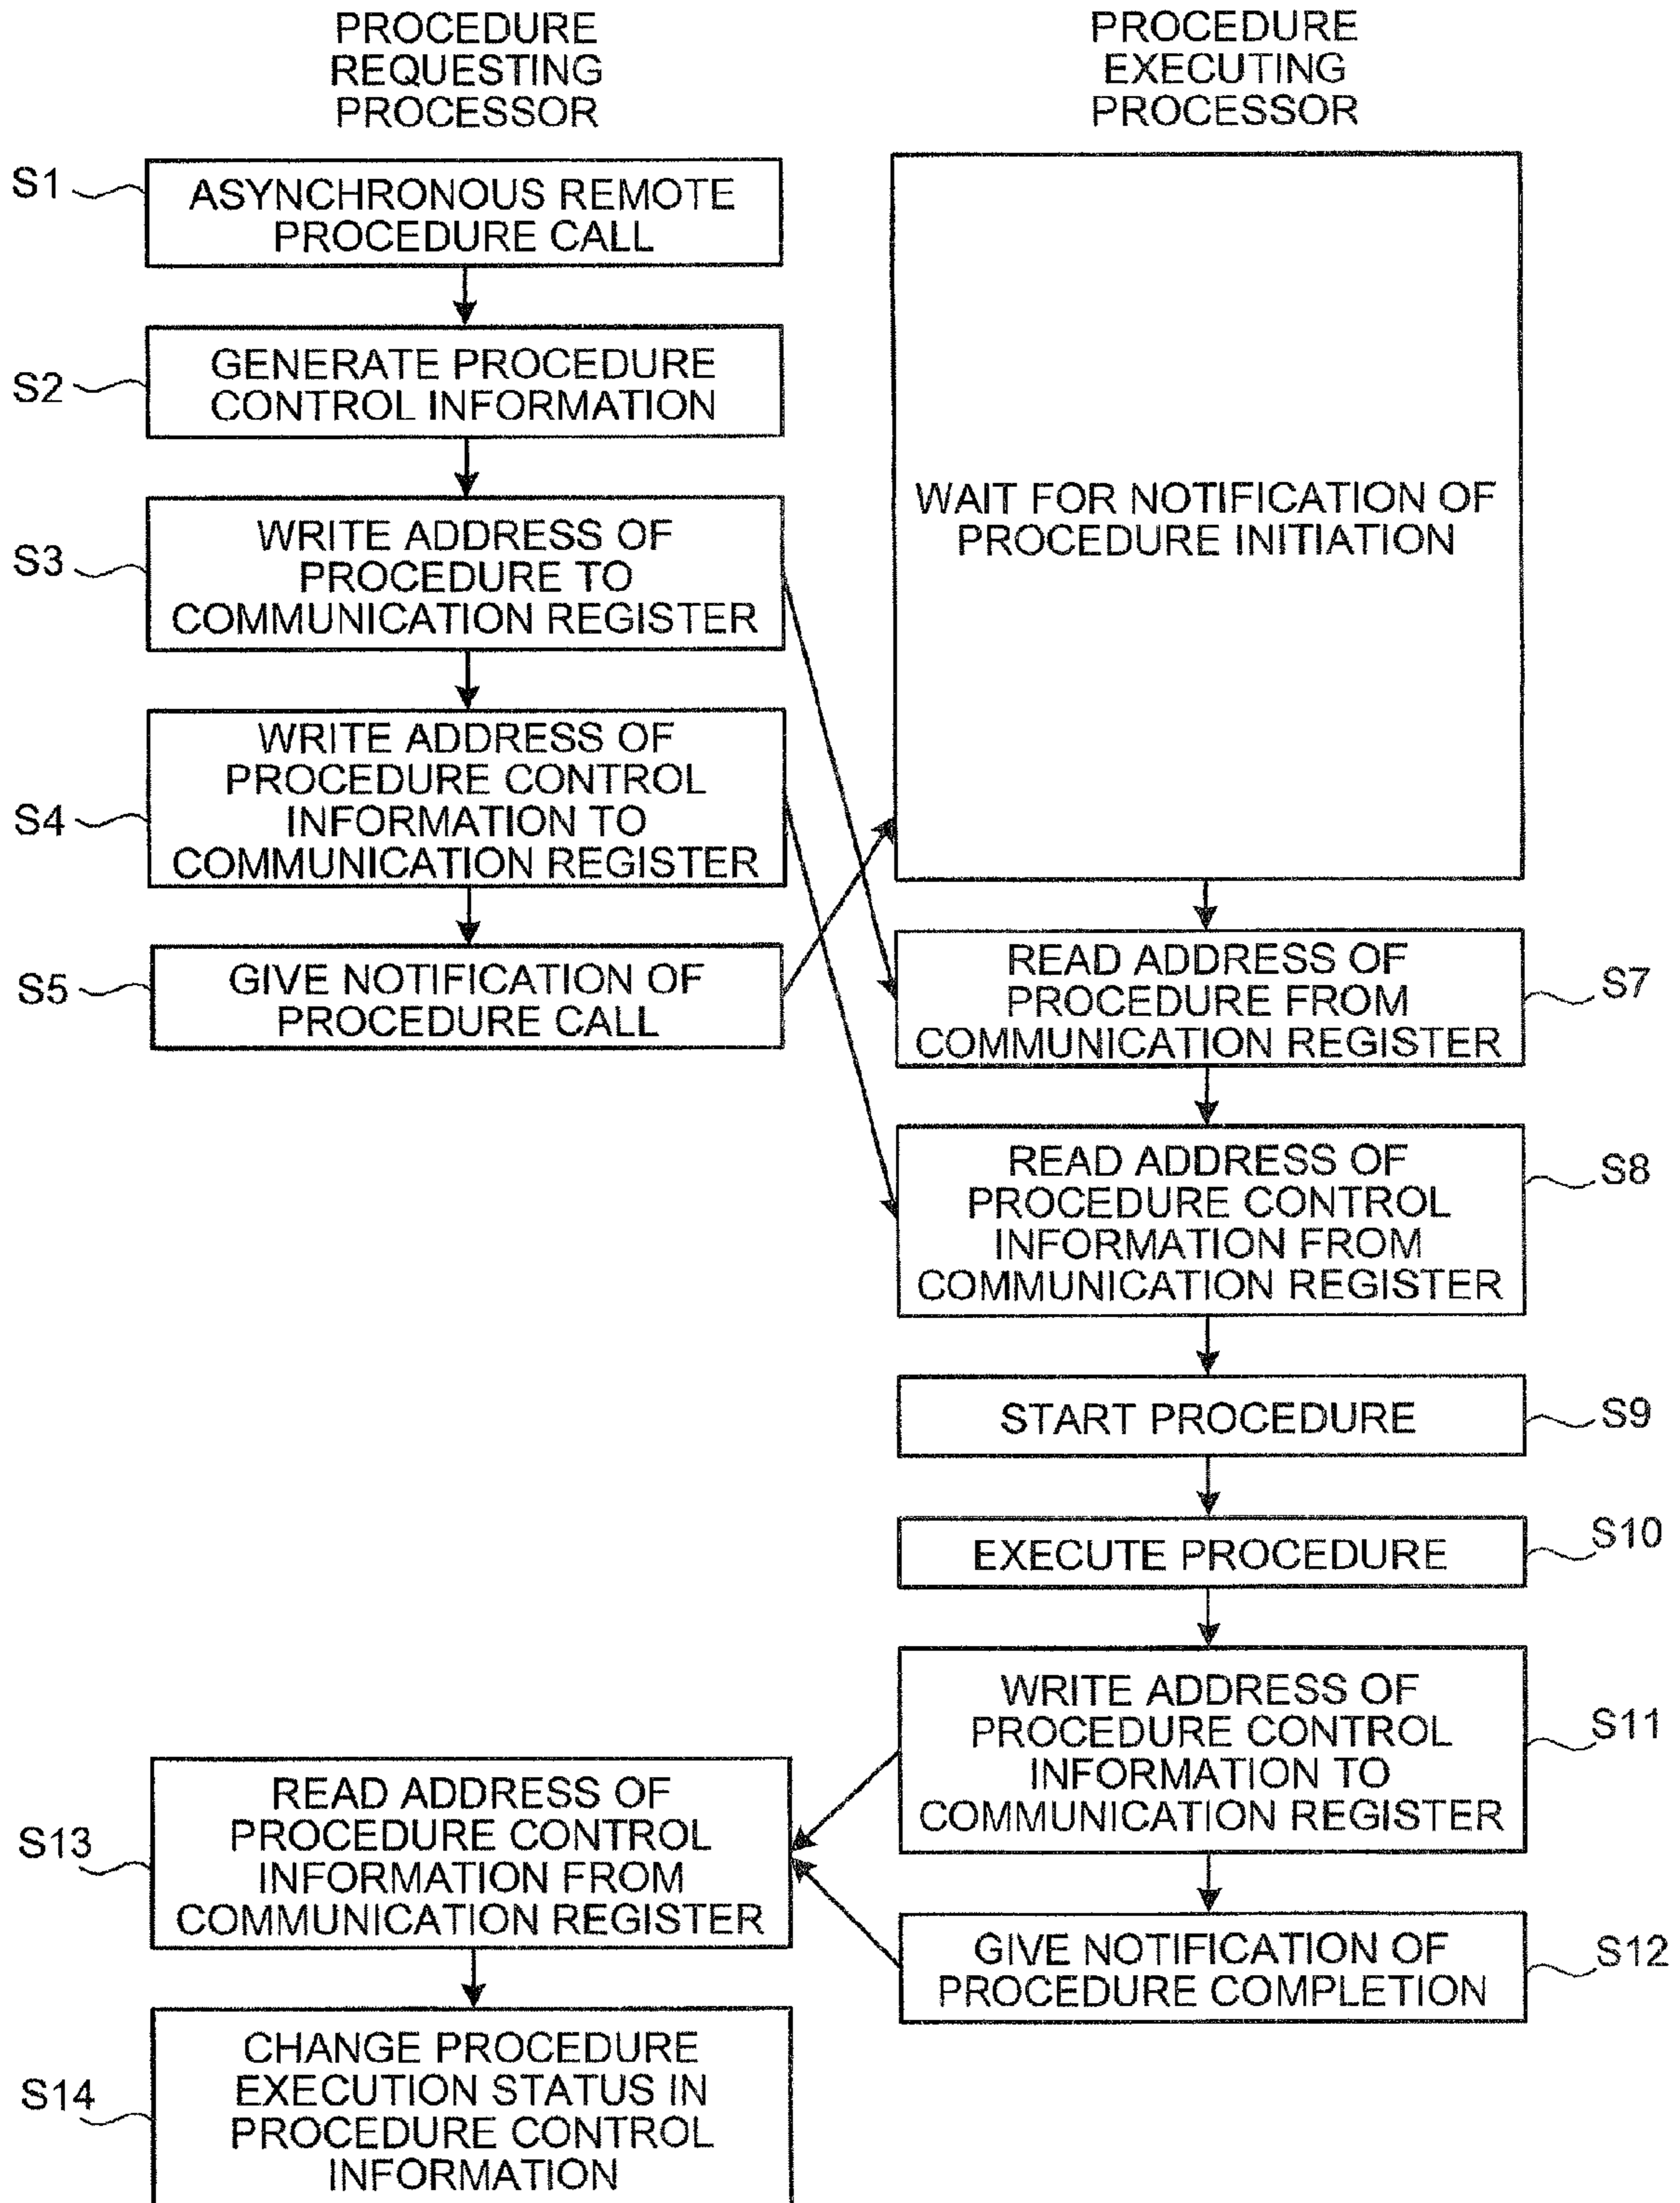 PROCEDURE
REQUESTING
PROCESSOR
S1
ASYNCHRONOUS REMOTE
PROCEDURE CALL
S2
GENERATE PROCEDURE
CONTROL INFORMATION
S3
WRITE ADDRESS OF
PROCEDURE TO
COMMUNICATION REGISTER
S4
WRITE ADDRESS OF
PROCEDURE CONTROL
INFORMATION TO
COMMUNICATION REGISTER
S5
GIVE NOTIFICATION OF
PROCEDURE CALL
PROCEDURE
EXECUTING
PROCESSOR
WAIT FOR NOTIFICATION OF
PROCEDURE INITIATION
READ ADDRESS OF
PROCEDURE FROM
COMMUNICATION REGISTER
S7
READ ADDRESS OF
PROCEDURE CONTROL
INFORMATION FROM
COMMUNICATION REGISTER
S8
START PROCEDURE
S9
EXECUTE PROCEDURE
S10
WRITE ADDRESS OF
PROCEDURE CONTROL
INFORMATION TO
COMMUNICATION REGISTER
S11
GIVE NOTIFICATION OF
PROCEDURE COMPLETION
S12
S13
READ ADDRESS OF
PROCEDURE CONTROL
INFORMATION FROM
COMMUNICATION REGISTER
S14
CHANGE PROCEDURE
EXECUTION STATUS IN
PROCEDURE CONTROL
INFORMATION